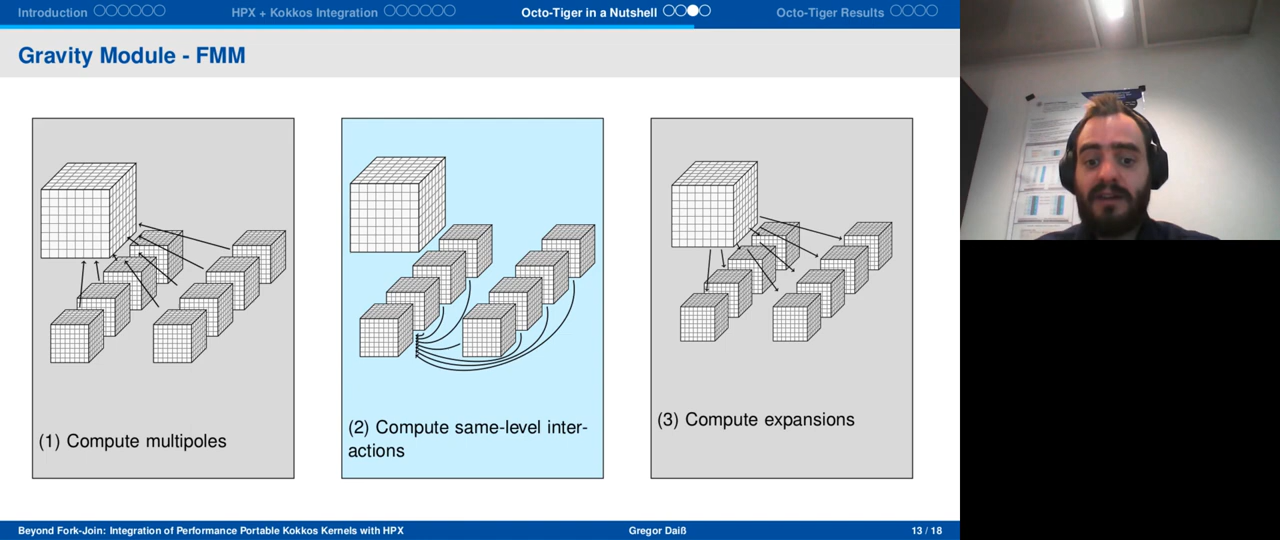 Introduction HPX + Kokkos Integration Octo-Tiger in a Nutshell Octo-Tiger Results
Gravity Module - FMM
(1) Compute multipoles
(2) Compute same-level inter-
actions
(3) Compute expansions
Beyond Fork-Join: Integration of Performance Portable Kokkos Kernels with HPX Gregor Daiß 13 / 18